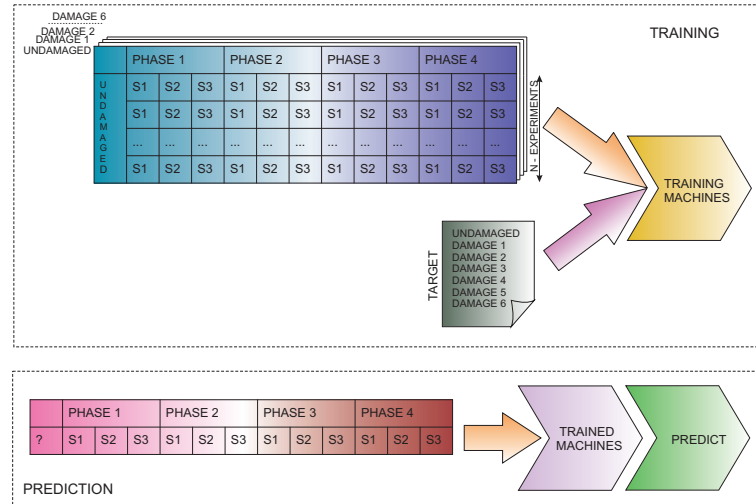 DAMAGE 6
DAMAGE 2
DAMAGE 1
UNDAMAGED
TRAINING
PHASE 1 PHASE 2 PHASE 3 PHASE 4
UNDAMAGED
S1 S2 S3 S1 S2 S3 S1 S2 S3 S1 S2 S3
S1 S2 S3 S1 S2 S3 S1 S2 S3 S1 S2 S3
... ... ... ... ... ... ... ... ... ... ... ...
S1 S2 S3 S1 S2 S3 S1 S2 S3 S1 S2 S3
N - EXPERIMENTS
TRAINING
MACHINES
TARGET
UNDAMAGED
DAMAGE 1
DAMAGE 2
DAMAGE 3
DAMAGE 4
DAMAGE 5
DAMAGE 6
PHASE 1 PHASE 2 PHASE 3 PHASE 4
? S1 S2 S3 S1 S2 S3 S1 S2 S3 S1 S2 S3
TRAINED
MACHINES
PREDICT
PREDICTION